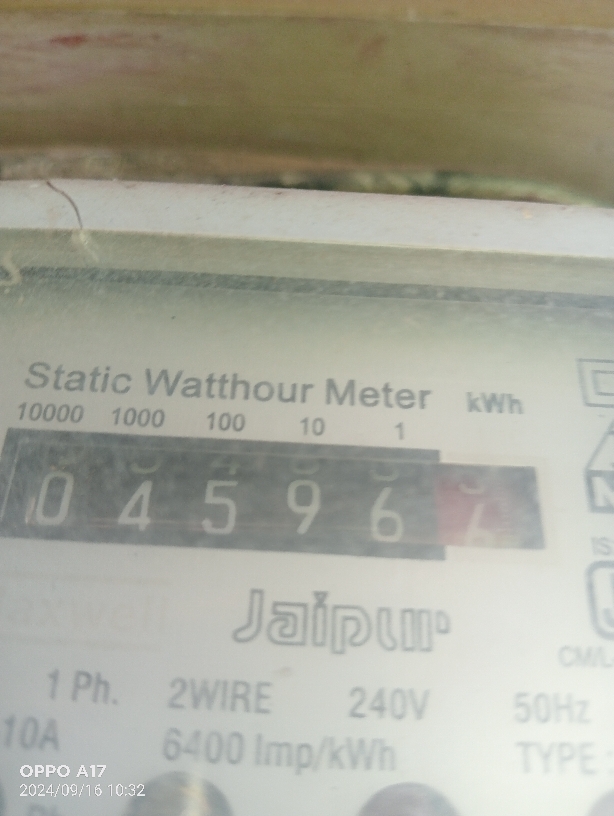 Static Watthour Meter kWh
10000 1000 100 10 1
0 4 5 9 6 6
Jaipur
1 Ph. 2WIRE 240V 50Hz
10A 6400 Imp/kWh TYPE
OPPO A17
2024/09/16 10:32